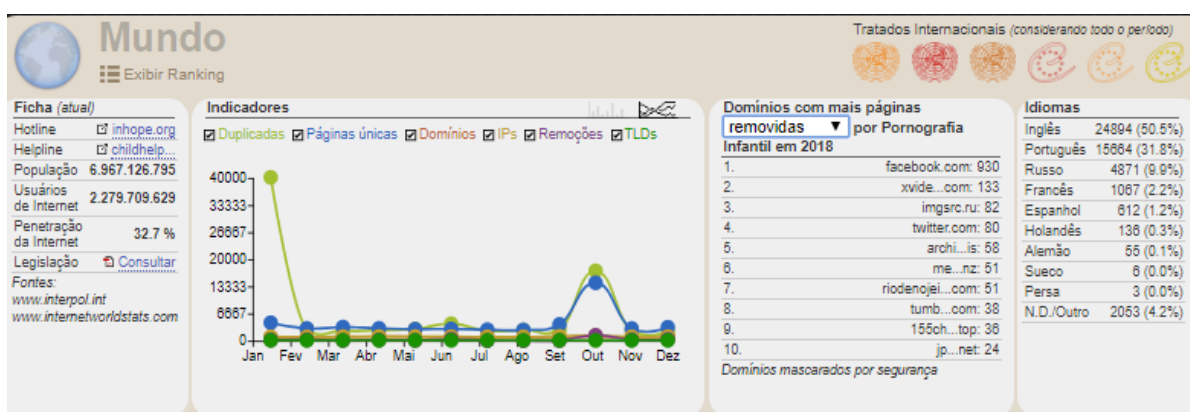 Mundo
Exibir Ranking
Tratados Internacionais (considerando todo o período)
Ficha (atual)
Hotline inhope.org
Helpline childhelp...
População 6.967.126.795
Usuários
de Internet 2.279.709.629
Penetração
da Internet 32.7 %
Legislação Consultar
Fontes:
www.interpol.int
www.internetworldstats.com
Indicadores
Duplicadas Páginas únicas Domínios IPs Remoções TLDs
40000
33333
26667
20000
13333
6667
0
Jan Fev Mar Abr Mai Jun Jul Ago Set Out Nov Dez
Domínios com mais páginas
removidas por Pornografia
Infantil em 2018
1. facebook.com: 930
2. xvide...com: 133
3. imgsrc.ru: 82
4. twitter.com: 80
5. archi...is: 58
6. me...nz: 51
7. riodenojei...com: 51
8. tumb...com: 38
9. 155ch...top: 36
10. jp...net: 24
Domínios mascarados por segurança
Idiomas
Inglês 24894 (50.5%)
Português 15664 (31.8%)
Russo 4871 (9.9%)
Francês 1067 (2.2%)
Espanhol 612 (1.2%)
Holandês 136 (0.3%)
Alemão 55 (0.1%)
Sueco 6 (0.0%)
Persa 3 (0.0%)
N.D./Outro 2053 (4.2%)